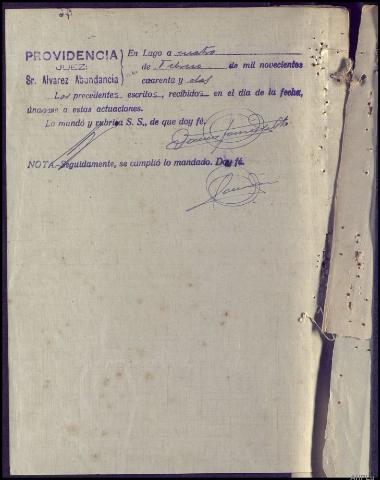 PROVIDENCIA
JUEZ:
Sr. Alvarez Abundancia
En Lugo a cuatro
de Febrero de mil novecientos
cuarenta y dos
Los precedentes escritos, recibidos en el día de la fecha,
únanse a estas actuaciones.
Lo mandó y rubrica S. S., de que doy fé.
NOTA.-Seguidamente, se cumplió lo mandado. Doy fé.